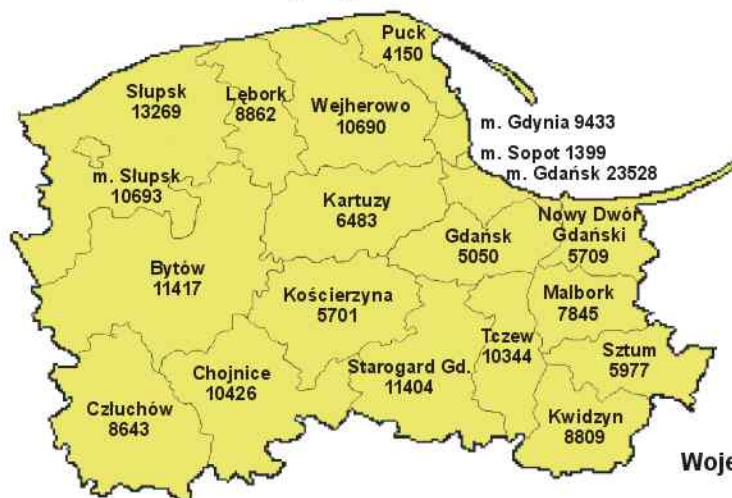 Puck
4150
Słupsk
13269
Lębork
8862
Wejherowo
10690
m. Gdynia 9433
m. Sopot 1399
m. Gdańsk 23528
m. Słupsk
10693
Kartuzy
6483
Gdańsk
5050
Nowy Dwór
Gdański
5709
Bytów
11417
Kościerzyna
5701
Malbork
7845
Tczew
10344
Sztum
5977
Chojnice
10426
Starogard Gd.
11404
Człuchów
8643
Kwidzyn
8809
Woje